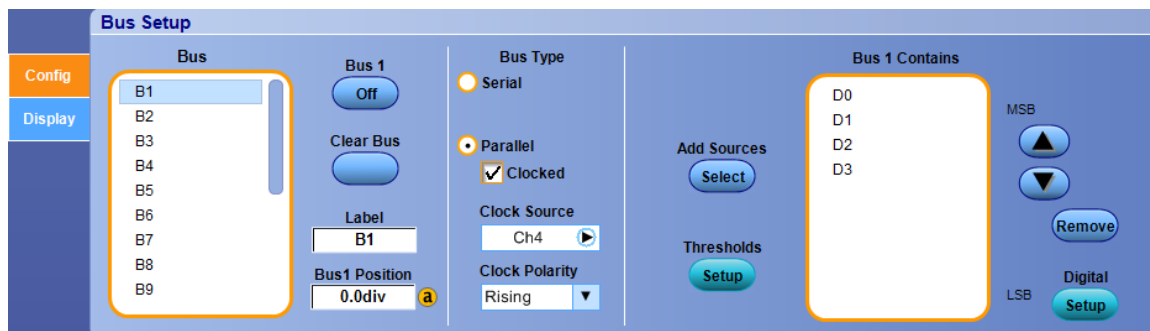 Bus Setup
Config
Display
Bus
B1
B2
B3
B4
B5
B6
B7
B8
B9
Bus 1
Off
Clear Bus
Label
B1
Bus1 Position
0.0div
a
Bus Type
Serial
Parallel
Clocked
Clock Source
Ch4
Clock Polarity
Rising
Add Sources
Select
Thresholds
Setup
Bus 1 Contains
D0
D1
D2
D3
MSB
Remove
LSB
Digital
Setup